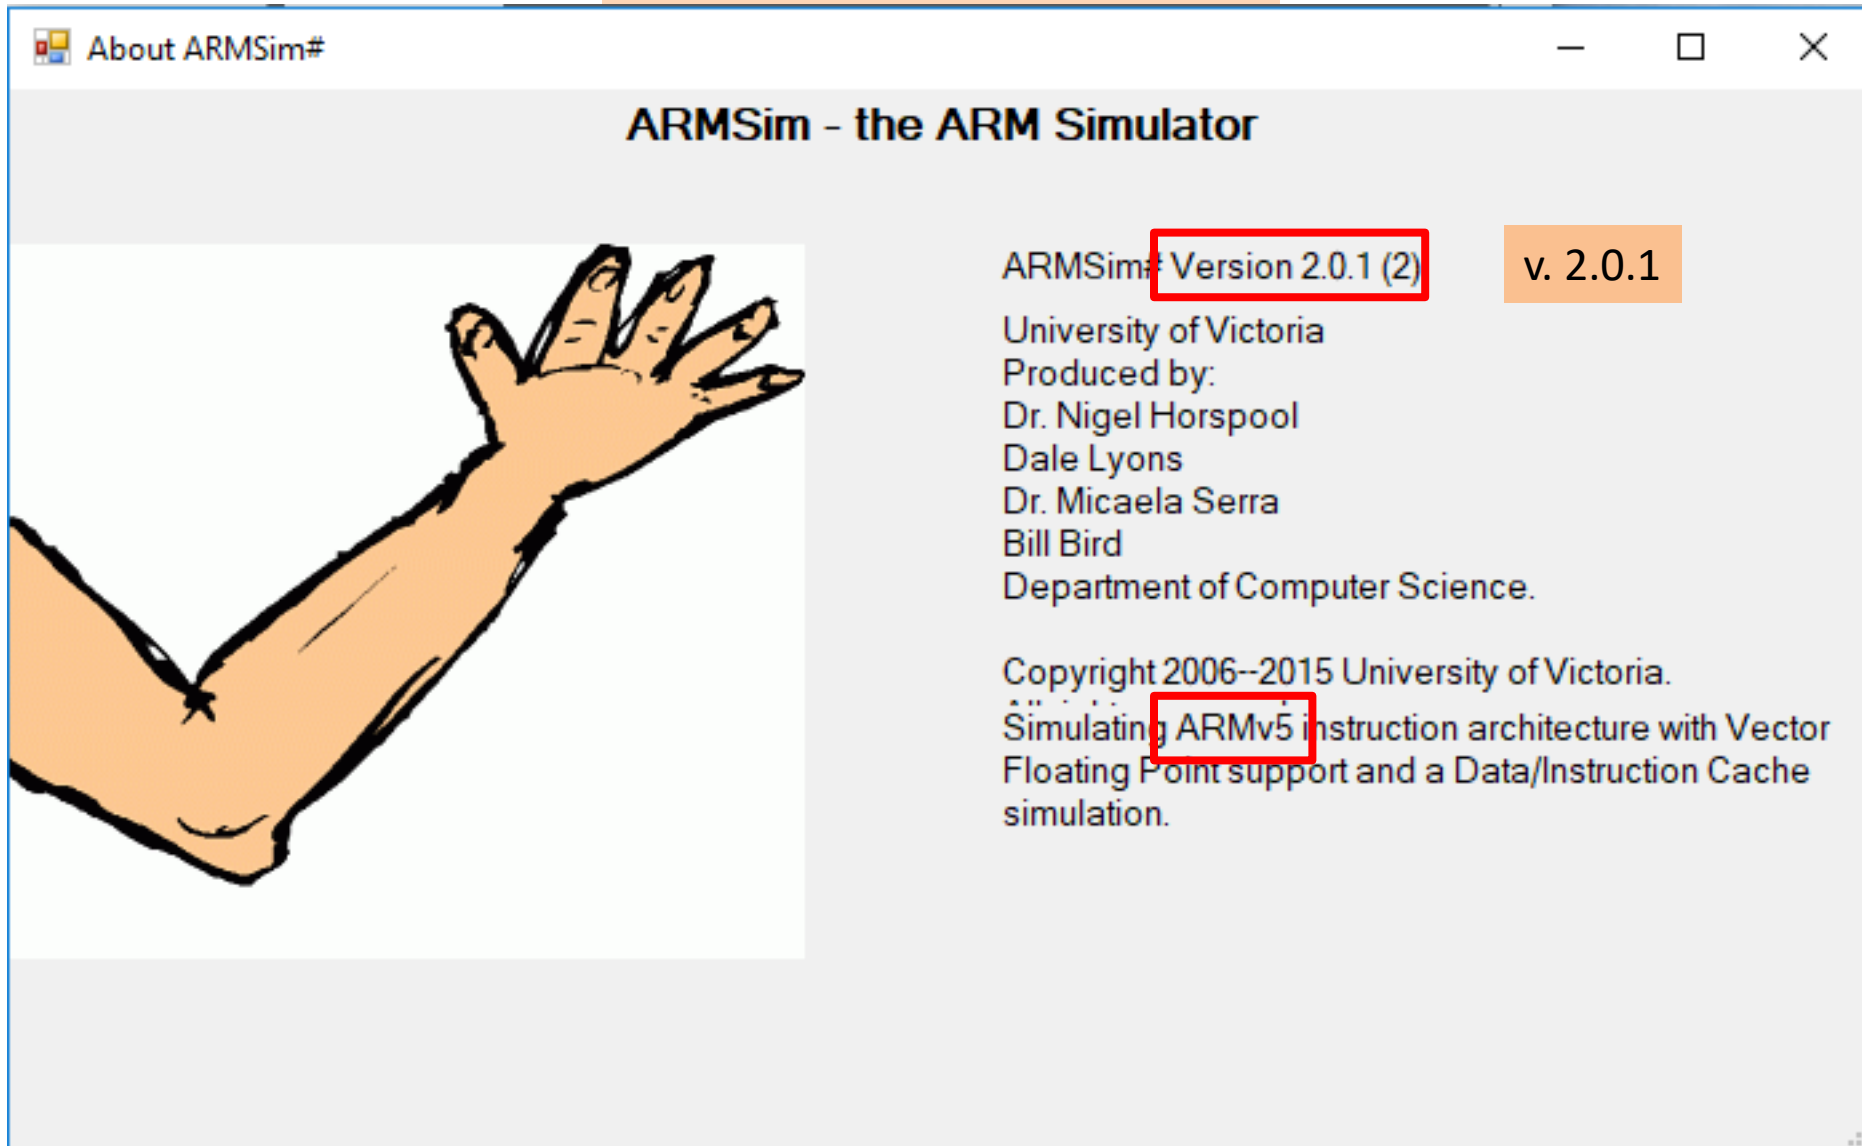 About ARMSim#
ARMSim - the ARM Simulator
ARMSim# Version 2.0.1 (2)
v. 2.0.1
University of Victoria
Produced by:
Dr. Nigel Horspool
Dale Lyons
Dr. Micaela Serra
Bill Bird
Department of Computer Science.
Copyright 2006--2015 University of Victoria.
Simulating ARMv5 instruction architecture with Vector
Floating Point support and a Data/Instruction Cache
simulation.